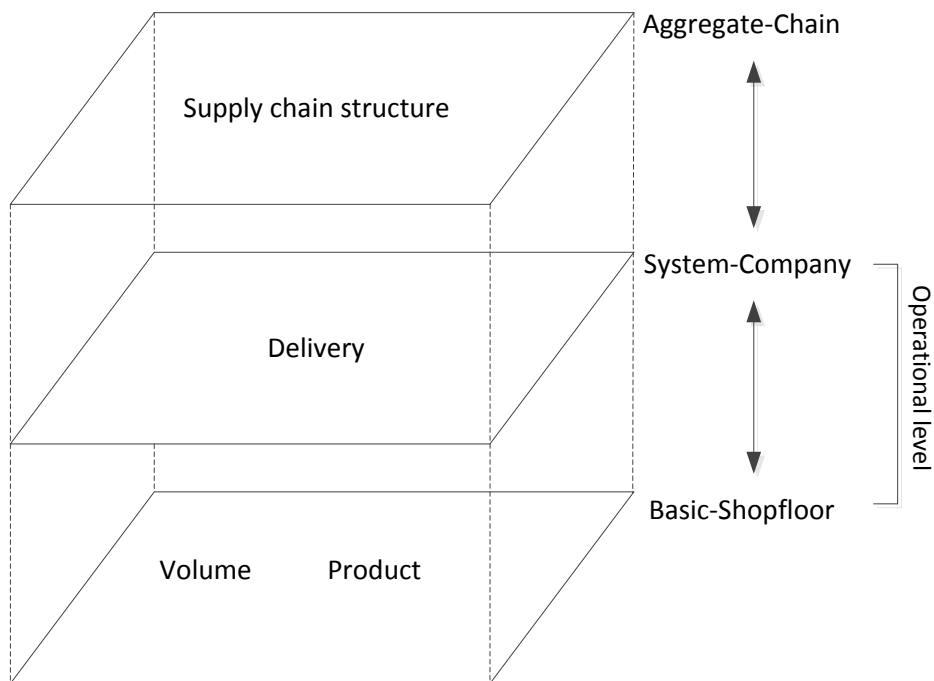 Aggregate-Chain
Supply chain structure
System-Company
Delivery
Operational level
Basic-Shopfloor
Volume Product